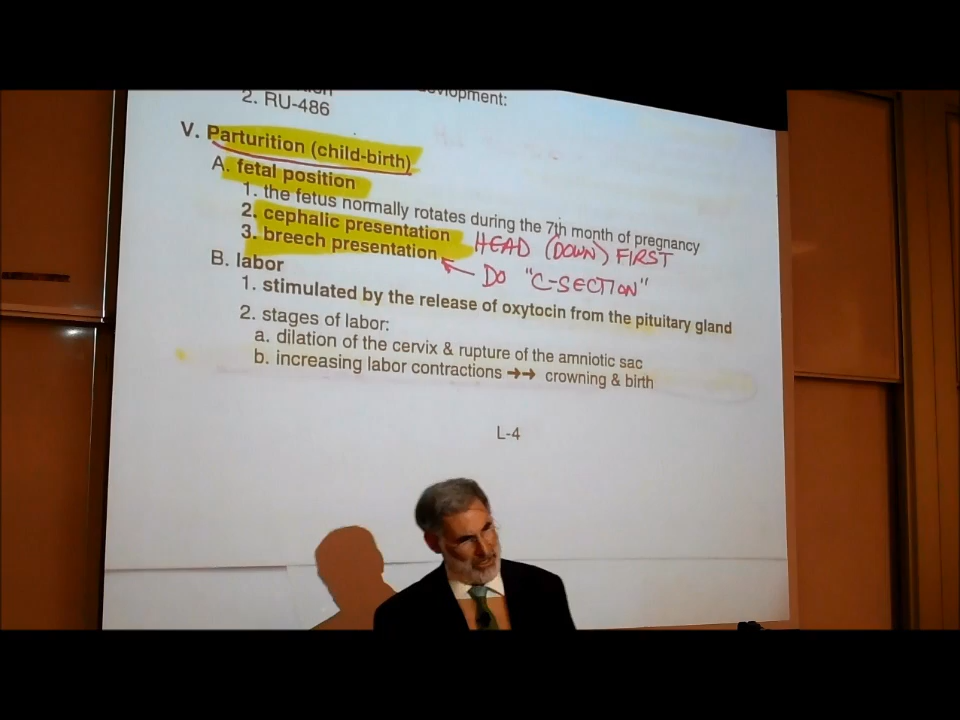 2. RU-486
V. Parturition (child-birth)
A. fetal position
1. the fetus normally rotates during the 7th month of pregnancy
2. cephalic presentation HEAD (DOWN) FIRST
3. breech presentation DO "C-SECTION"
B. labor
1. stimulated by the release of oxytocin from the pituitary gland
2. stages of labor:
a. dilation of the cervix & rupture of the amniotic sac
b. increasing labor contractions →→ crowning & birth
L-4